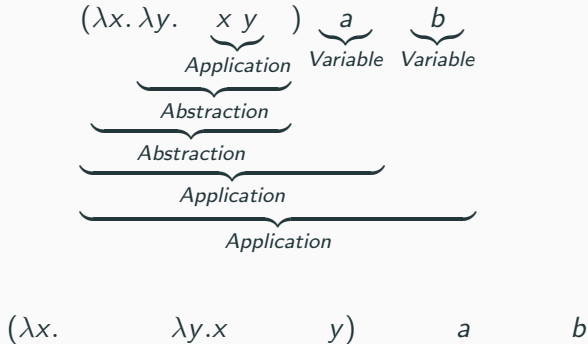 (λx. λy. x y ) a b
Application Variable Variable
Abstraction
Abstraction
Application
Application
(λx. λy.x y) a b